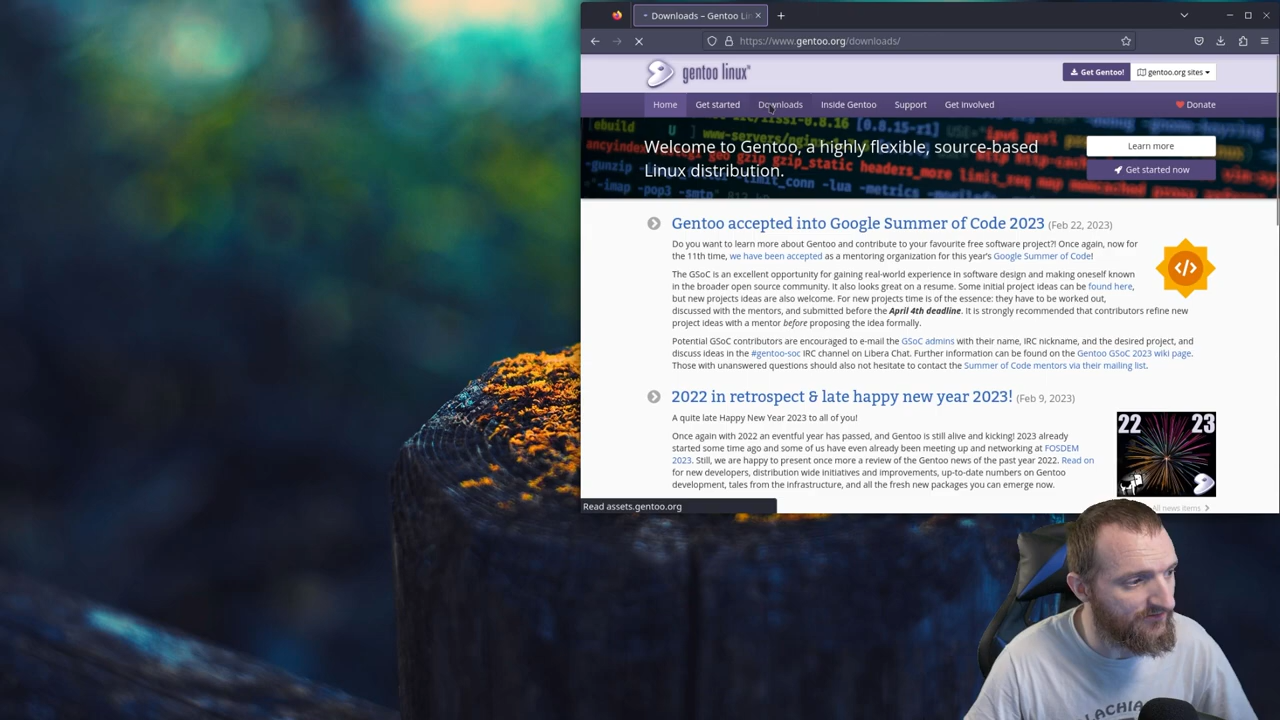 Downloads – Gentoo Lin
https://www.gentoo.org/downloads/
gentoo linux
Get Gentoo!
gentoo.org sites
Home
Get started
Downloads
Inside Gentoo
Support
Get involved
Donate
Welcome to Gentoo, a highly flexible, source-based
Linux distribution.
Learn more
Get started now
Gentoo accepted into Google Summer of Code 2023 (Feb 22, 2023)
Do you want to learn more about Gentoo and contribute to your favourite free software project?! Once again, now for
the 11th time, we have been accepted as a mentoring organization for this year's Google Summer of Code!
The GSoC is an excellent opportunity for gaining real-world experience in software design and making oneself known
in the broader open source community. It also looks great on a resume. Some initial project ideas can be found here,
but new projects ideas are also welcome. For new projects time is of the essence: they have to be worked out,
discussed with the mentors, and submitted before the April 4th deadline. It is strongly recommended that contributors refine new
project ideas with a mentor before proposing the idea formally.
Potential GSoC contributors are encouraged to e-mail the GSoC admins with their name, IRC nickname, and the desired project, and
discuss ideas in the #gentoo-soc IRC channel on Libera Chat. Further information can be found on the Gentoo GSoC 2023 wiki page.
Those with unanswered questions should also not hesitate to contact the Summer of Code mentors via their mailing list.
2022 in retrospect & late happy new year 2023! (Feb 9, 2023)
A quite late Happy New Year 2023 to all of you!
Once again with 2022 an eventful year has passed, and Gentoo is still alive and kicking! 2023 already
started some time ago and some of us have even already been meeting up and networking at FOSDEM
2023. Still, we are happy to present once more a review of the Gentoo news of the past year 2022. Read on
for new developers, distribution wide initiatives and improvements, up-to-date numbers on Gentoo
development, tales from the infrastructure, and all the fresh new packages you can emerge now.
22 23
All news items
Read assets.gentoo.org